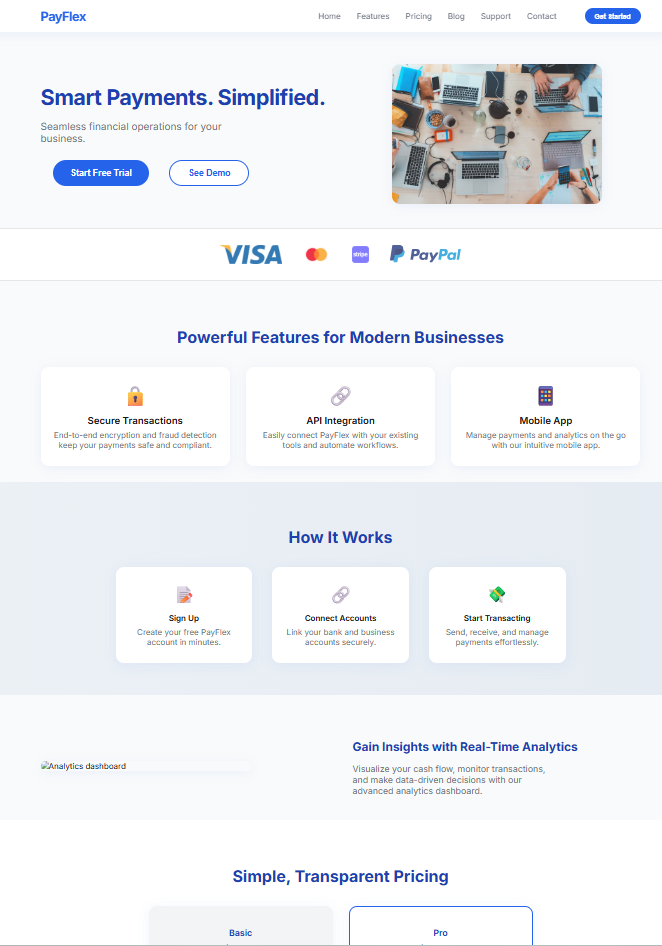 PayFlex
Home Features Pricing Blog Support Contact Get Started
Smart Payments. Simplified.
Seamless financial operations for your
business.
Start Free Trial See Demo
VISA stripe PayPal
Powerful Features for Modern Businesses
Secure Transactions
End-to-end encryption and fraud detection
keep your payments safe and compliant.
API Integration
Easily connect PayFlex with your existing
tools and automate workflows.
Mobile App
Manage payments and analytics on the go
with our intuitive mobile app.
How It Works
Sign Up
Create your free PayFlex
account in minutes.
Connect Accounts
Link your bank and business
accounts securely.
Start Transacting
Send, receive, and manage
payments effortlessly.
Analytics dashboard
Gain Insights with Real-Time Analytics
Visualize your cash flow, monitor transactions,
and make data-driven decisions with our
advanced analytics dashboard.
Simple, Transparent Pricing
Basic
Pro